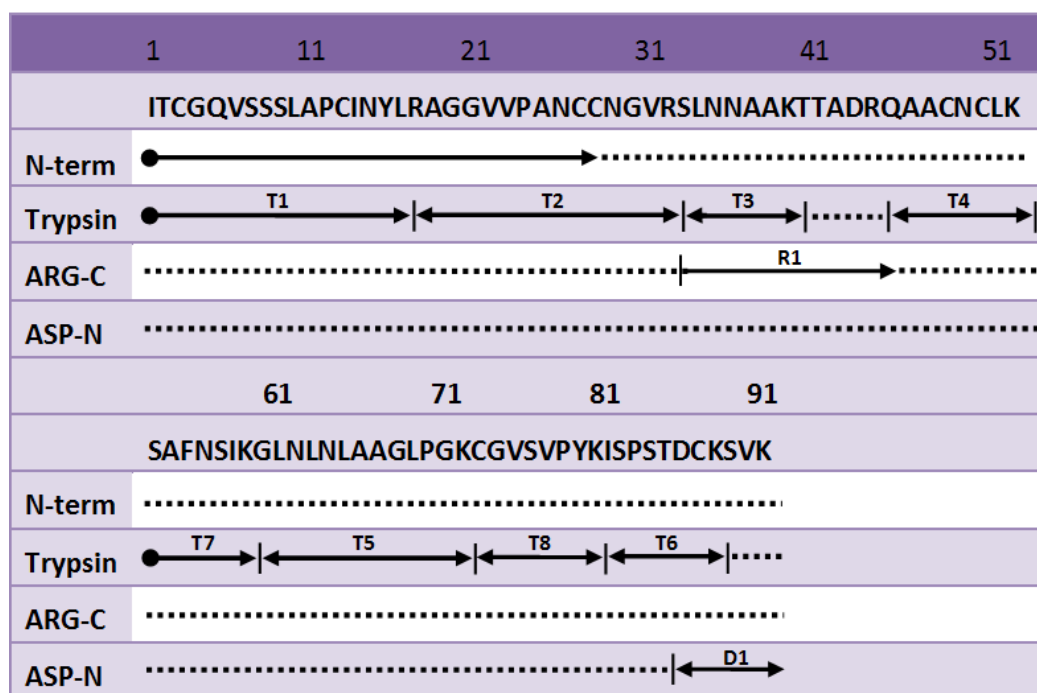 1 11 21 31 41 51
ITCGQVSSSLAPCINYLRAGGVVPANCCNGVRSLNNAAKTTADRQAACNCLK
N-term
Trypsin T1 T2 T3 T4
ARG-C R1
ASP-N
61 71 81 91
SAFNSIKGLNLNLAAGLPGKCGVSVPYKISPSTDCKSVK
N-term
Trypsin T7 T5 T8 T6
ARG-C
ASP-N D1